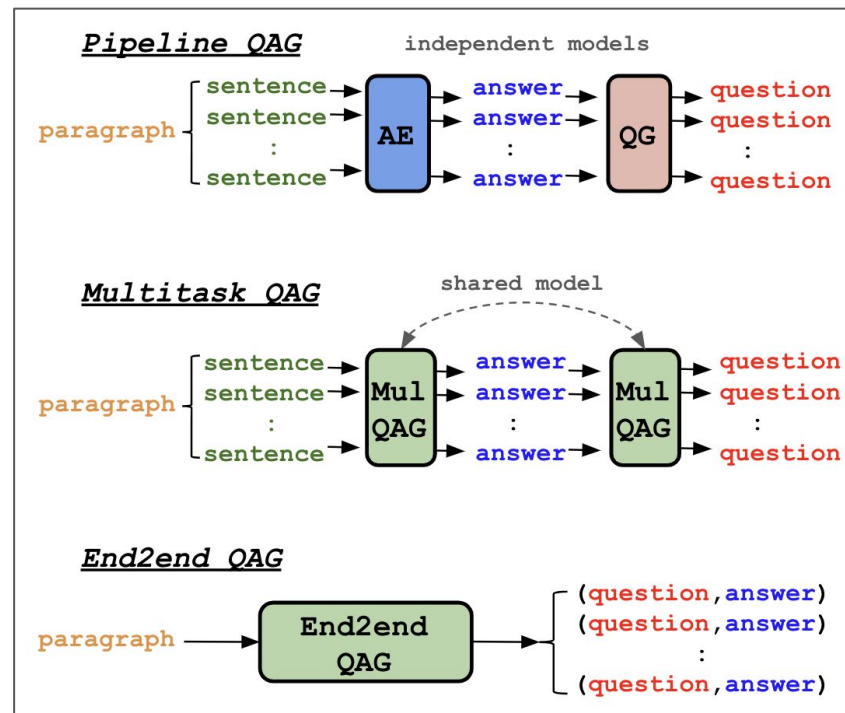 Pipeline QAG
independent models
sentence answer question
sentence answer question
paragraph AE QG
: : :
sentence answer question
Multitask QAG
shared model
sentence answer question
sentence Mul answer Mul question
paragraph QAG QAG
: : :
sentence answer question
End2end QAG
(question,answer)
(question,answer)
paragraph End2end QAG
:
(question,answer)